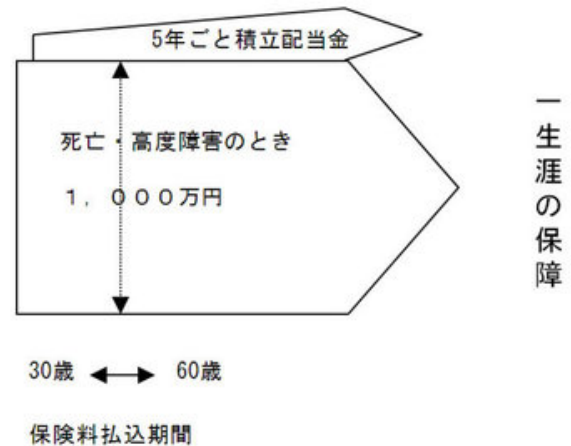 5年ごと積立配当金
死亡・高度障害のとき
１，０００万円
一生涯の保障
30歳 60歳
保険料払込期間